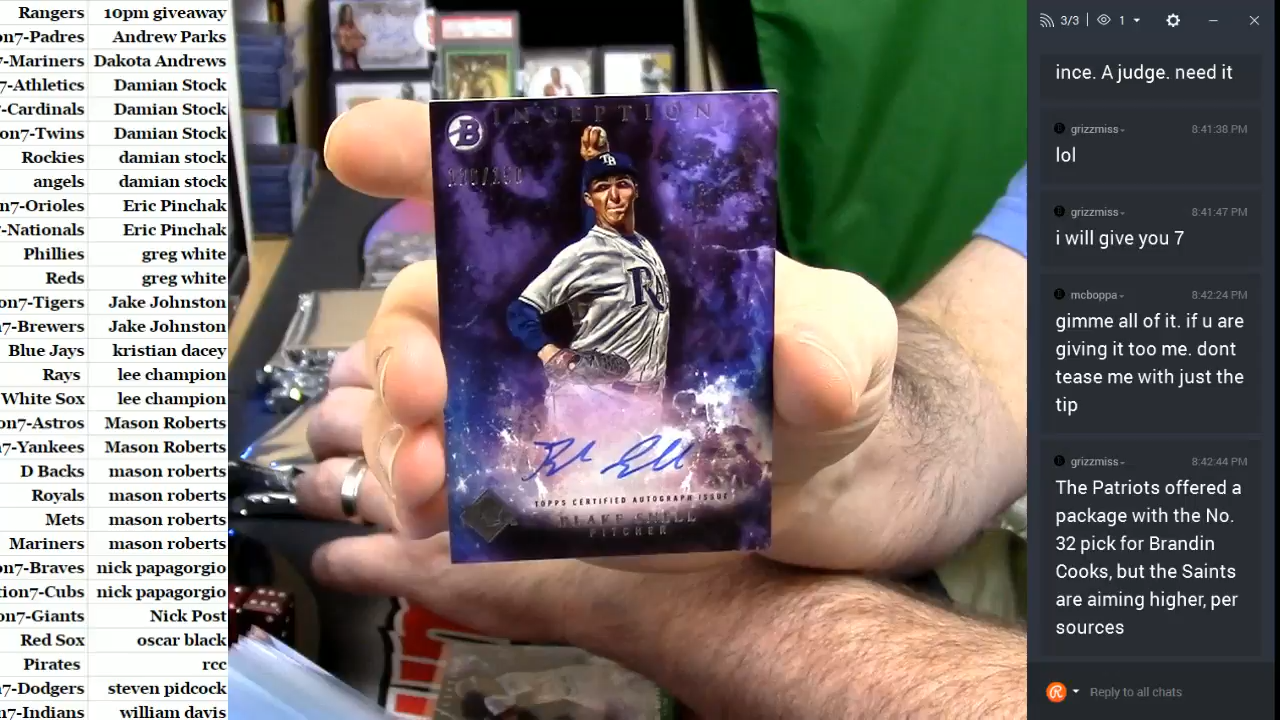 Rangers 10pm giveaway
on7-Padres Andrew Parks
7-Mariners Dakota Andrews
7-Athletics Damian Stock
7-Cardinals Damian Stock
on7-Twins Damian Stock
Rockies damian stock
angels damian stock
on7-Orioles Eric Pinchak
7-Nationals Eric Pinchak
Phillies greg white
Reds greg white
on7-Tigers Jake Johnston
7-Brewers Jake Johnston
Blue Jays kristian dacey
Rays lee champion
White Sox lee champion
on7-Astros Mason Roberts
n7-Yankees Mason Roberts
D Backs mason roberts
Royals mason roberts
Mets mason roberts
Mariners mason roberts
on7-Braves nick papagorgio
tion7-Cubs nick papagorgio
on7-Giants Nick Post
Red Sox oscar black
Pirates rcc
n7-Dodgers steven pidcock
n7-Indians william davis
INCEPTION
B
TB
/150
RA
TOPPS CERTIFIED AUTOGRAPH ISSUE
BLAKE SNELL
PITCHER
3/3 1
ince. A judge. need it
grizzmiss 8:41:38 PM
lol
grizzmiss 8:41:47 PM
i will give you 7
mcboppa 8:42:24 PM
gimme all of it. if u are
giving it too me. dont
tease me with just the
tip
grizzmiss 8:42:44 PM
The Patriots offered a
package with the No.
32 pick for Brandin
Cooks, but the Saints
are aiming higher, per
sources
Reply to all chats